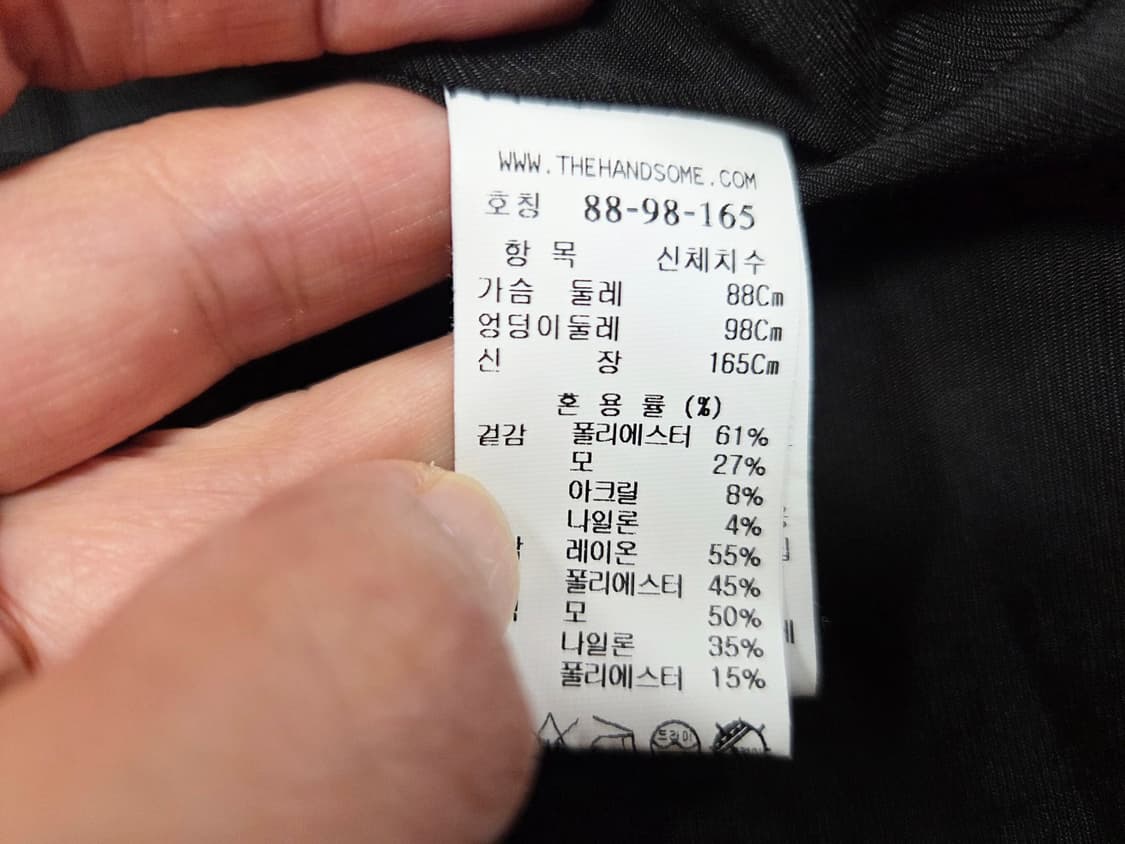 WWW.THEHANDSOME.COM
호칭 88-98-165
항 목 신체치수
가슴 둘레 88Cm
엉덩이둘레 98Cm
신 장 165Cm
혼 용 률 (%)
겉감 폴리에스터 61%
모 27%
아크릴 8%
나일론 4%
레이온 55%
폴리에스터 45%
모 50%
나일론 35%
폴리에스터 15%
드라이